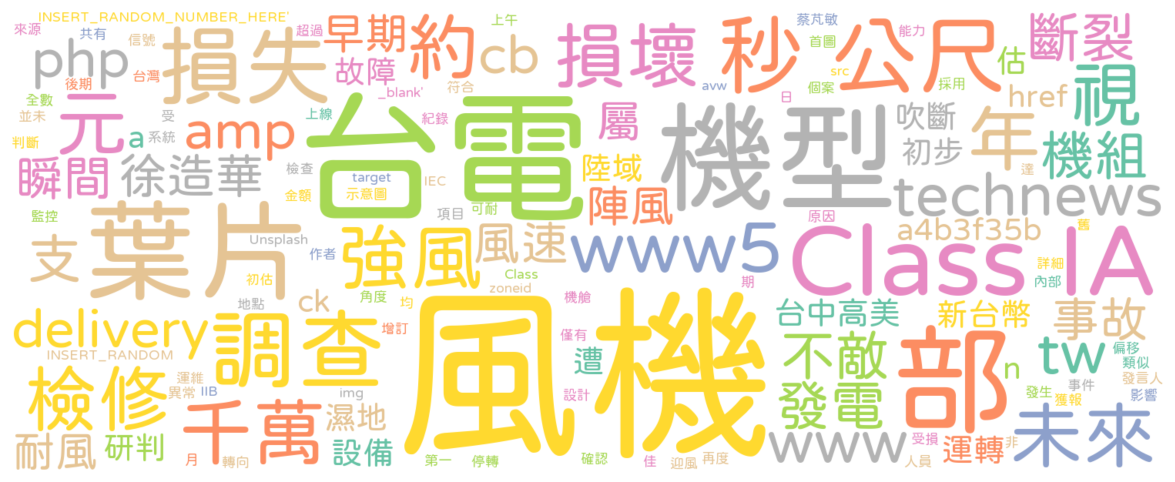 INSERT_RANDOM_NUMBER_HERE'
來源
共有
信號
超過
早期
約
上午
蔡芃敏
能力
斷裂
php
後期
台灣
損失
故障
_blank'
cb
符合
損壞
avw
秒
首圖
src
個案
日
公尺
採用
估
視
全數
並未
元
a
受
系統
amp
上線
紀錄
台電
屬
機型
吹斷
初步
href
年
機組
判斷
瞬間
徐造華
檢查
金額
target
示意圖
IEC
項目
可耐
陸域
陣風
原因
technews
達
舊
監控
支
葉片
Unsplash
初估
地點
作者
角度
強風
均
風速
Class
zoneid
www5
期
Class IA
a4b3f35b
詳細
內部
delivery
INSERT_RANDOM
調查
ck
增訂
風機
機艙
僅有
遭
設計
台中高美
不敵
發電
新台幣
部
n
事故
tw
偏移
類似
發言人
檢修
運維
異常
IIB
img
千萬
濕地
設備
耐風
研判
月
轉向
第一
停轉
確認
佳
迎風
再度
www
受損
人員
運轉
非
發生
事件
獲報
影響
未來